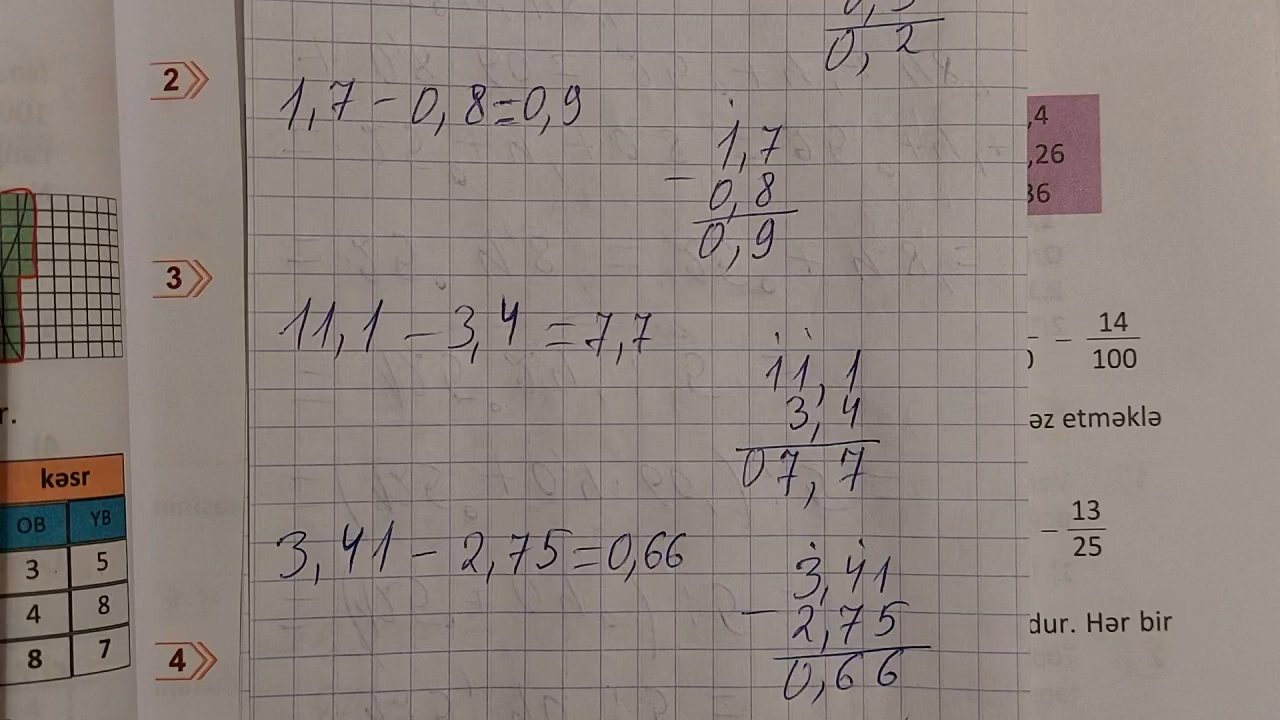 0, 2
2
1,7 - 0,8 = 0,9
1,7
- 0,8
0,9
3
11,1 - 3,4 = 7,7
11,1
3,4
07,7
3,41 - 2,75 = 0,66
3,41
- 2,75
0,66
4
kəsr
OB YB
3 5
4 8
8 7
,4
,26
- 14/100
əz etməklə
- 13/25
dur. Hər bir